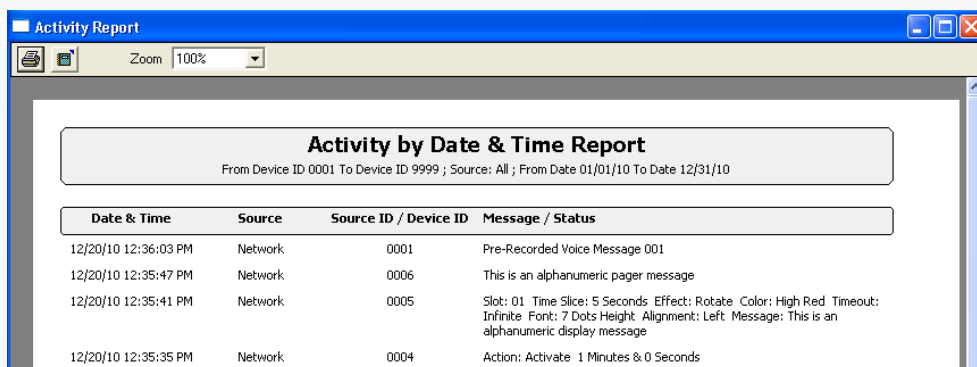 Activity Report
Zoom 100%
Activity by Date & Time Report
From Device ID 0001 To Device ID 9999 ; Source: All ; From Date 01/01/10 To Date 12/31/10
Date & Time Source Source ID / Device ID Message / Status
12/20/10 12:36:03 PM Network 0001 Pre-Recorded Voice Message 001
12/20/10 12:35:47 PM Network 0006 This is an alphanumeric pager message
12/20/10 12:35:41 PM Network 0005 Slot: 01 Time Slice: 5 Seconds Effect: Rotate Color: High Red Timeout:
Infinite Font: 7 Dots Height Alignment: Left Message: This is an
alphanumeric display message
12/20/10 12:35:35 PM Network 0004 Action: Activate 1 Minutes & 0 Seconds